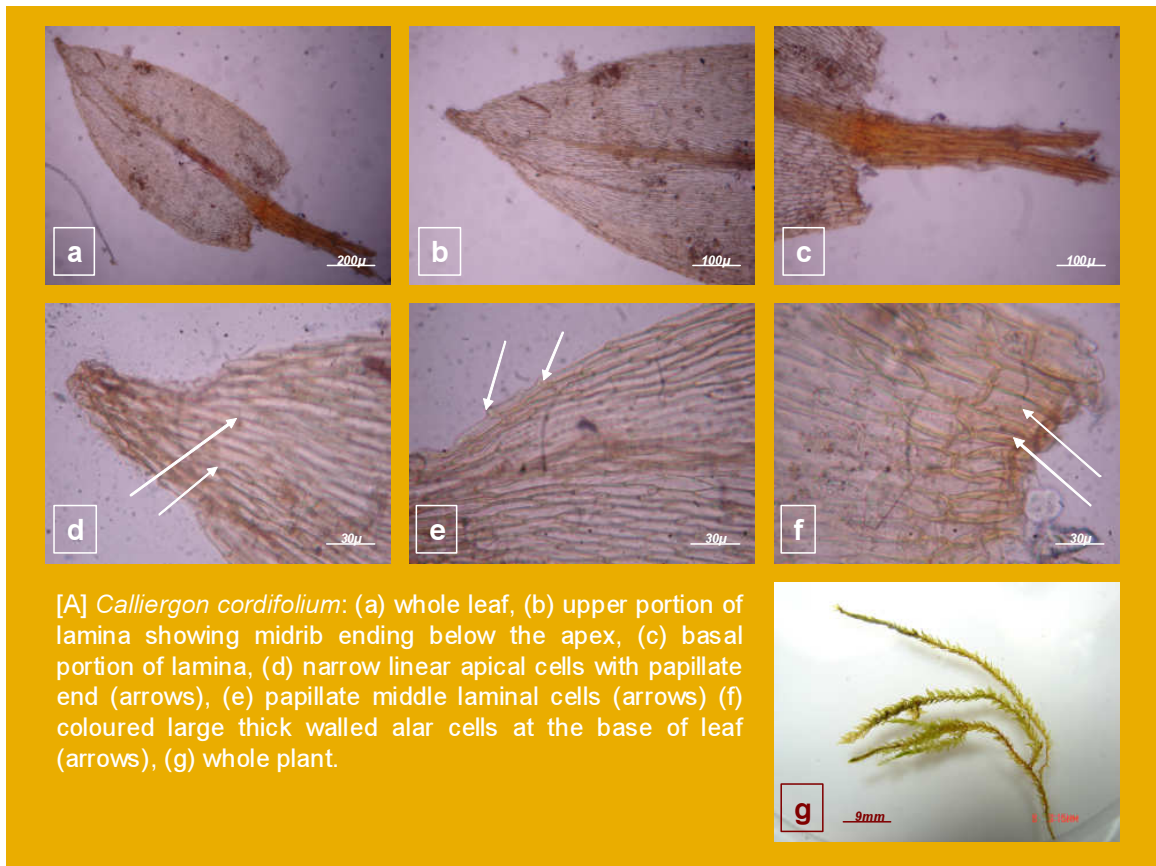 a
200µ
b
100µ
c
100µ
d
30µ
e
30µ
f
30µ
[A] Calliergon cordifolium: (a) whole leaf, (b) upper portion of
lamina showing midrib ending below the apex, (c) basal
portion of lamina, (d) narrow linear apical cells with papillate
end (arrows), (e) papillate middle laminal cells (arrows) (f)
coloured large thick walled alar cells at the base of leaf
(arrows), (g) whole plant.
g
9mm